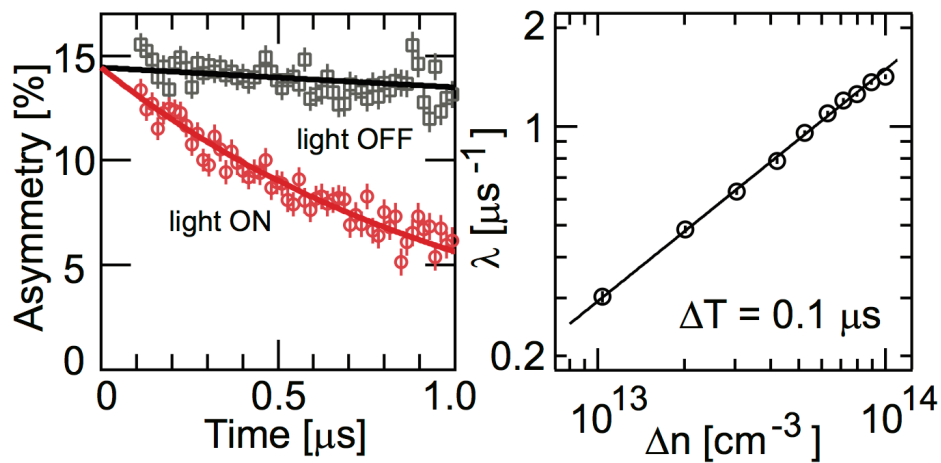 Asymmetry [%]
15
10
5
0
light OFF
light ON
0
0.5
1.0
Time [μs]
λ [μs⁻¹]
2
1
0.2
ΔT = 0.1 μs
10¹³
10¹⁴
Δn [cm⁻³]